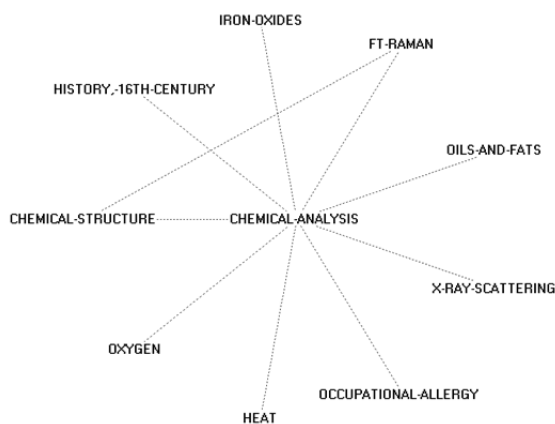 IRON-OXIDES
FT-RAMAN
HISTORY,-16TH-CENTURY
OILS-AND-FATS
CHEMICAL-STRUCTURE
CHEMICAL-ANALYSIS
X-RAY-SCATTERING
OXYGEN
OCCUPATIONAL-ALLERGY
HEAT